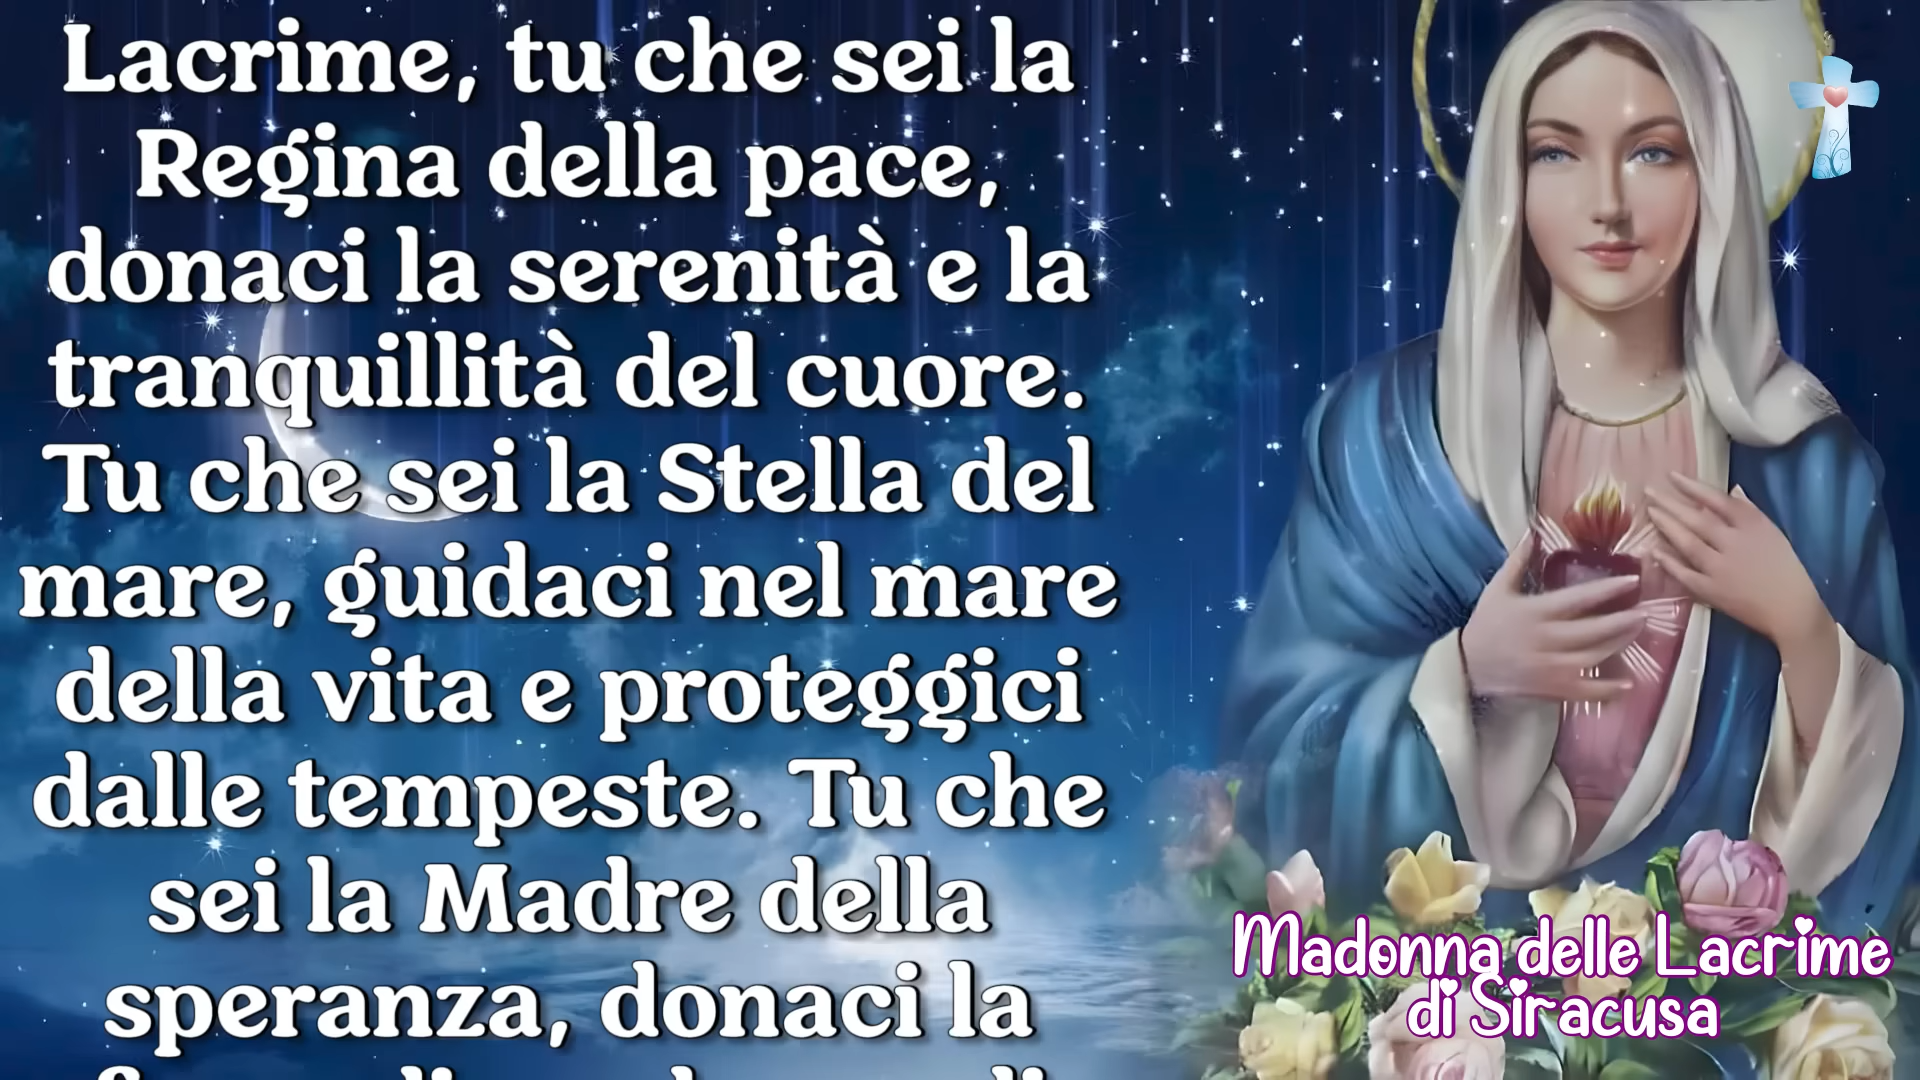 Lacrime, tu che sei la
Regina della pace,
donaci la serenità e la
tranquillità del cuore.
Tu che sei la Stella del
mare, guidaci nel mare
della vita e proteggici
dalle tempeste. Tu che
sei la Madre della
speranza, donaci la
Madonna delle Lacrime
di Siracusa